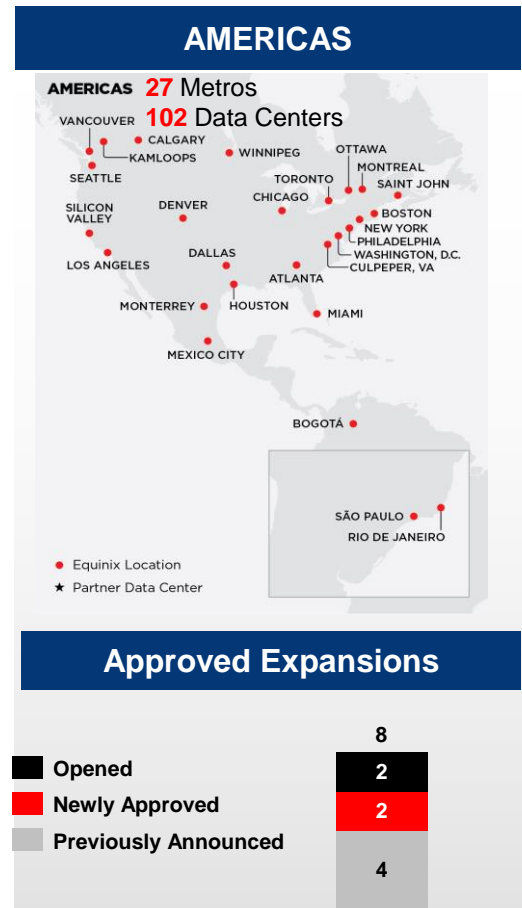 AMERICAS
AMERICAS 27 Metros
102 Data Centers
VANCOUVER
CALGARY
KAMLOOPS
WINNIPEG
OTTAWA
MONTREAL
SEATTLE
TORONTO
SAINT JOHN
CHICAGO
SILICON
VALLEY
DENVER
BOSTON
NEW YORK
PHILADELPHIA
WASHINGTON, D.C.
CULPEPER, VA
LOS ANGELES
DALLAS
ATLANTA
MONTERREY
HOUSTON
MIAMI
MEXICO CITY
BOGOTÁ
SÃO PAULO
RIO DE JANEIRO
Equinix Location
★ Partner Data Center
Approved Expansions
8
Opened
2
Newly Approved
2
Previously Announced
4